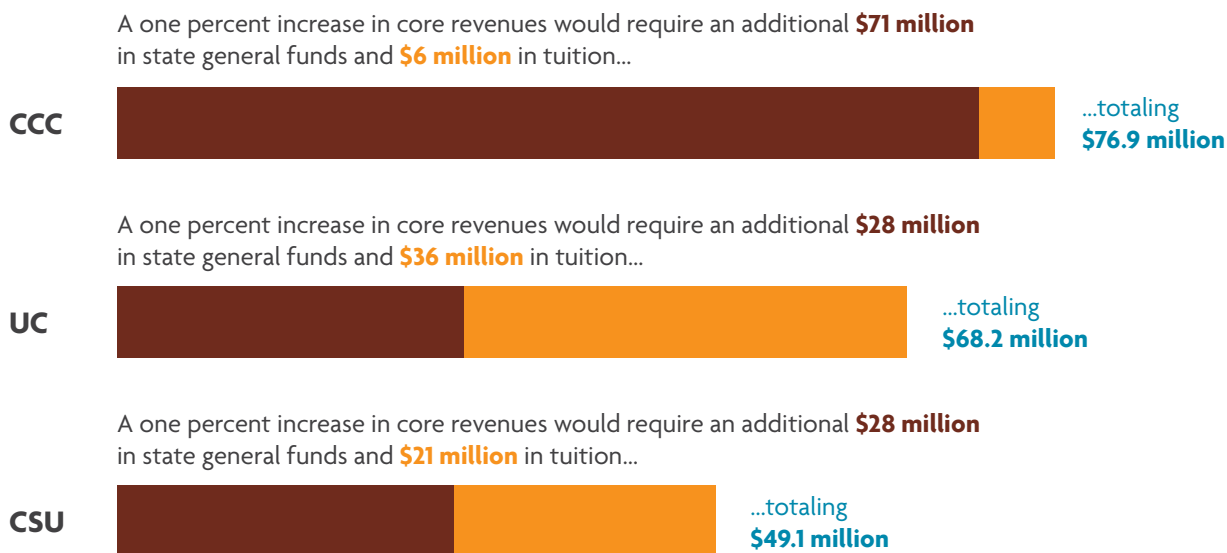 A one percent increase in core revenues would require an additional $71 million
in state general funds and $6 million in tuition...
CCC
...totaling
$76.9 million
A one percent increase in core revenues would require an additional $28 million
in state general funds and $36 million in tuition...
UC
...totaling
$68.2 million
A one percent increase in core revenues would require an additional $28 million
in state general funds and $21 million in tuition...
CSU
...totaling
$49.1 million